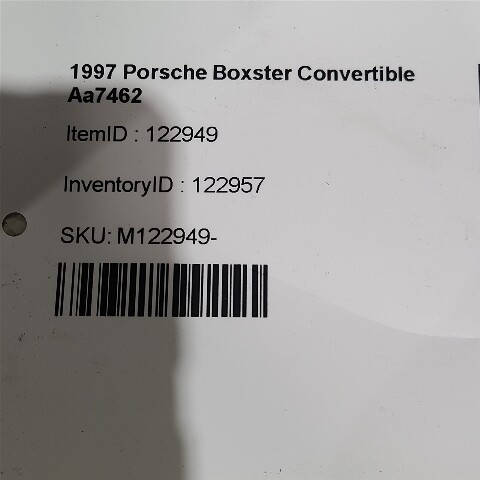 1997 Porsche Boxster Convertible
Aa7462
ItemID : 122949
InventoryID : 122957
SKU: M122949-